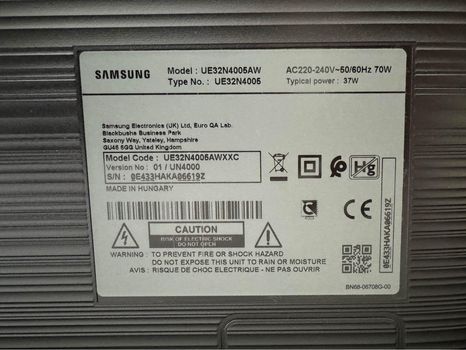 SAMSUNG
Model : UE32N4005AW
Type No. : UE32N4005
AC220-240V~50/60Hz 70W
Typical power : 37W
Samsung Electronics (UK) Ltd, Euro QA Lab.
Blackbushe Business Park
Saxony Way, Yateley, Hampshire
GU46 6GG United Kingdom
Model Code : UE32N4005AWXXC
Version No : 01 / UN4000
S/N : 0E433HAKA06619Z
MADE IN HUNGARY
Hg
CE
0E433HAKA06619Z
CAUTION
RISK OF ELECTRIC SHOCK
DO NOT OPEN
WARNING : TO PREVENT FIRE OR SHOCK HAZARD
DO NOT EXPOSE THIS UNIT TO RAIN OR MOISTURE
AVIS : RISQUE DE CHOC ELECTRIQUE - NE PAS OUVRIR
BN68-06708G-00